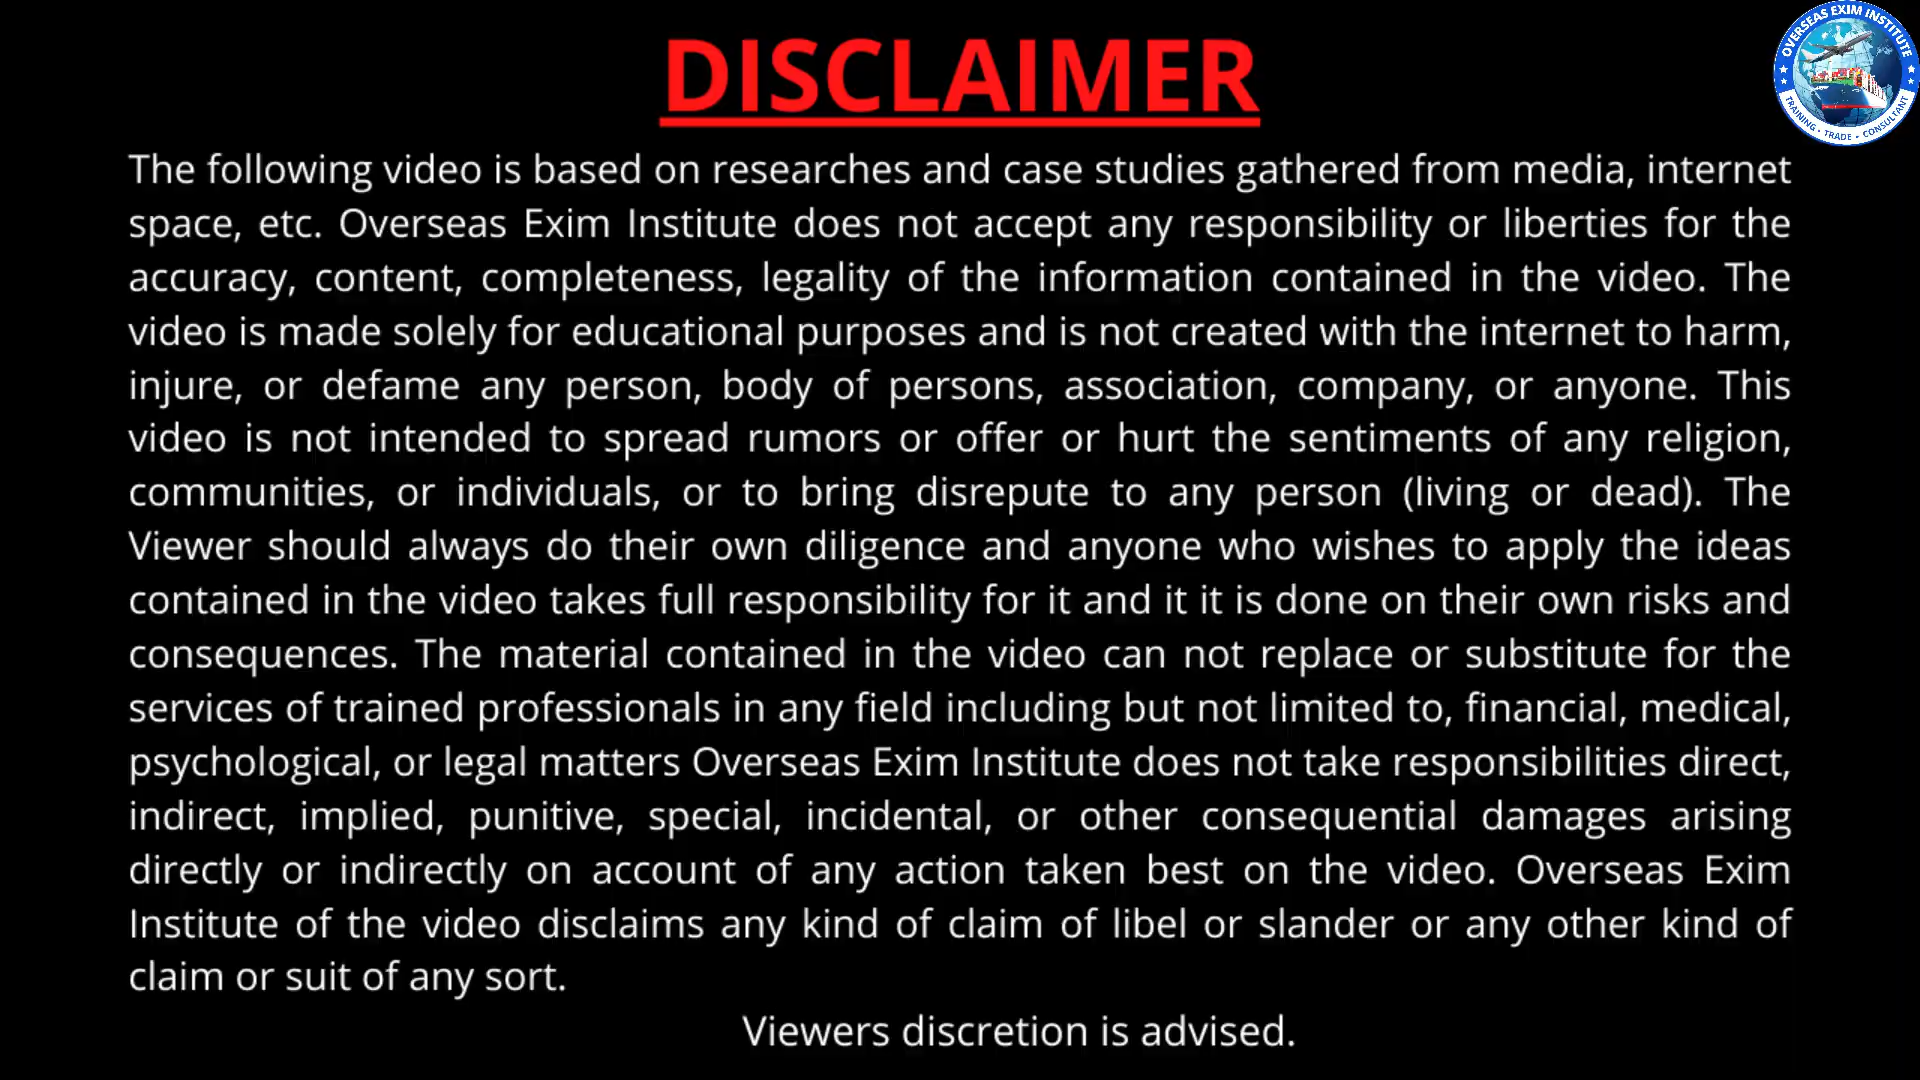 DISCLAIMER
OVERSEAS EXIM INSTITUTE
TRAINING • TRADE • CONSULTANT
The following video is based on researches and case studies gathered from media, internet
space, etc. Overseas Exim Institute does not accept any responsibility or liberties for the
accuracy, content, completeness, legality of the information contained in the video. The
video is made solely for educational purposes and is not created with the internet to harm,
injure, or defame any person, body of persons, association, company, or anyone. This
video is not intended to spread rumors or offer or hurt the sentiments of any religion,
communities, or individuals, or to bring disrepute to any person (living or dead). The
Viewer should always do their own diligence and anyone who wishes to apply the ideas
contained in the video takes full responsibility for it and it it is done on their own risks and
consequences. The material contained in the video can not replace or substitute for the
services of trained professionals in any field including but not limited to, financial, medical,
psychological, or legal matters Overseas Exim Institute does not take responsibilities direct,
indirect, implied, punitive, special, incidental, or other consequential damages arising
directly or indirectly on account of any action taken best on the video. Overseas Exim
Institute of the video disclaims any kind of claim of libel or slander or any other kind of
claim or suit of any sort.
Viewers discretion is advised.